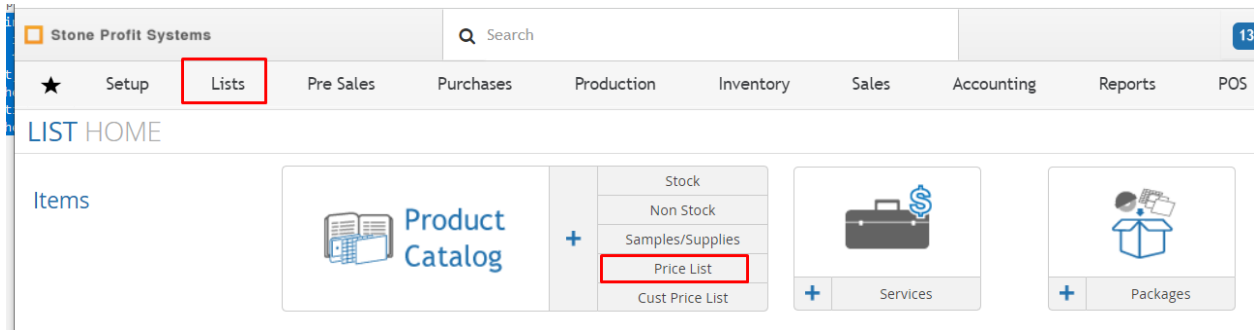 Stone Profit Systems
Search
13
Setup Lists Pre Sales Purchases Production Inventory Sales Accounting Reports POS
LIST HOME
Items
Product
Catalog
+
Stock
Non Stock
Samples/Supplies
Price List
Cust Price List
$
+ Services
+ Packages